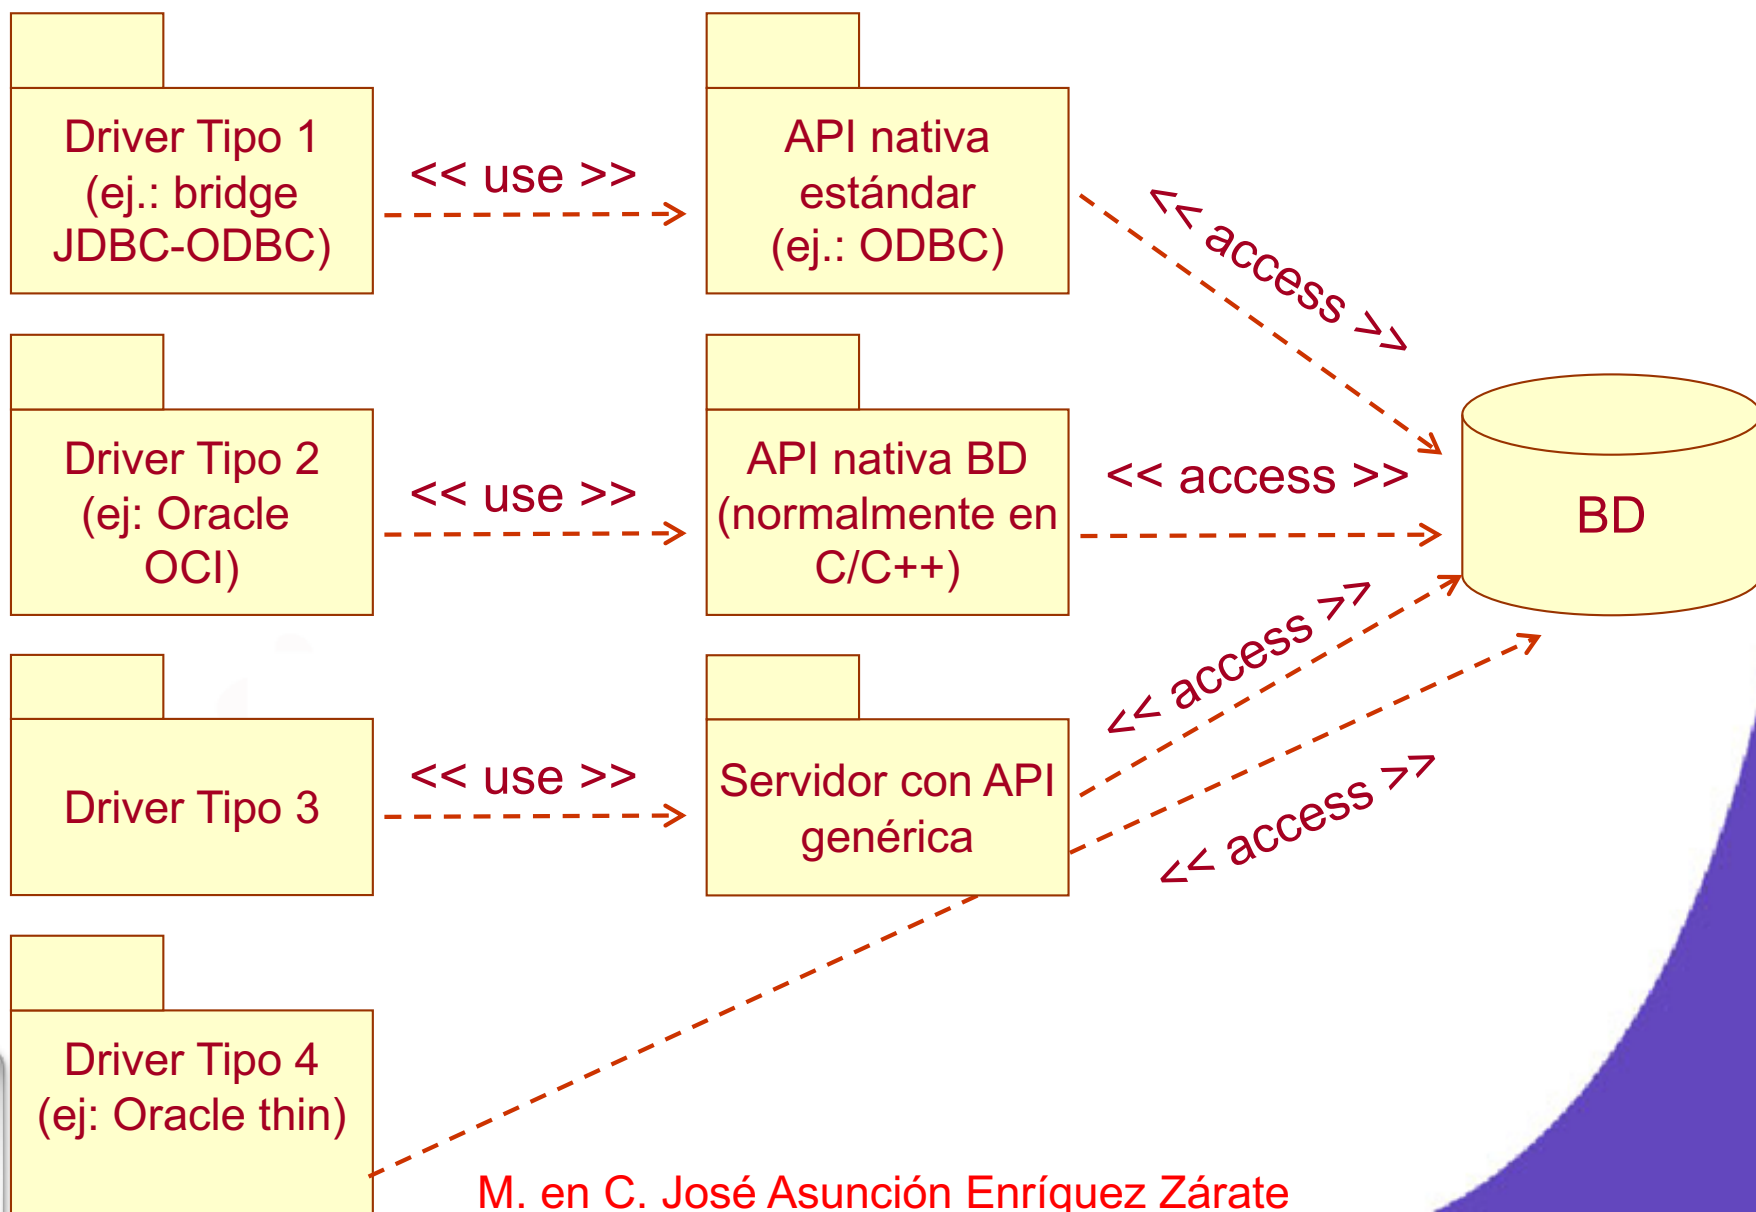 Driver Tipo 1
(ej.: bridge
JDBC-ODBC)
<< use >>
API nativa
estándar
(ej.: ODBC)
<< access >>
Driver Tipo 2
(ej: Oracle
OCI)
<< use >>
API nativa BD
(normalmente en
C/C++)
<< access >>
BD
Driver Tipo 3
<< use >>
Servidor con API
genérica
<< access >>
<< access >>
Driver Tipo 4
(ej: Oracle thin)
M. en C. José Asunción Enríquez Zárate